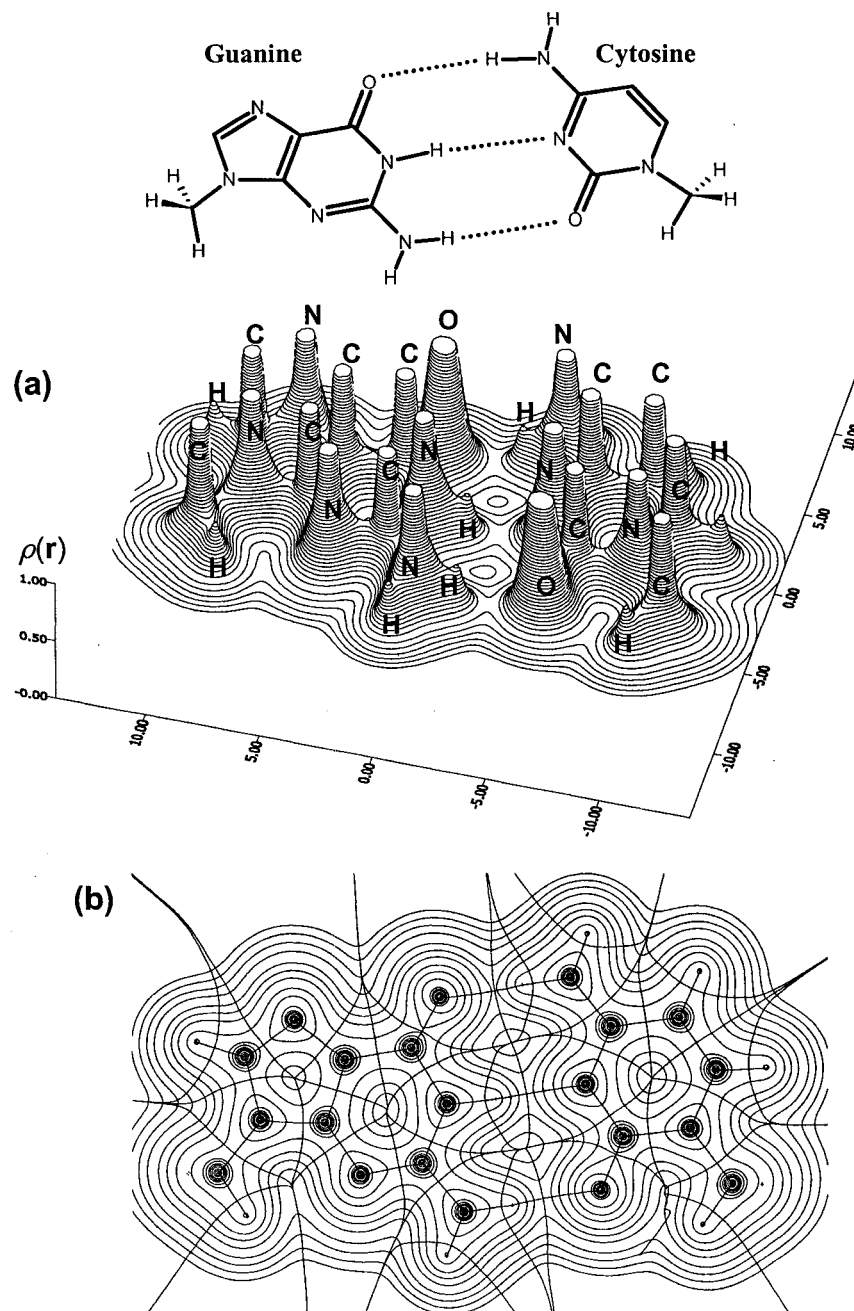 Guanine
Cytosine
H
H N
O
N
N H
N
N
N
H
H
H
N
N H
O
H
H
H
H
(a)
N
O
N
C
C
C
C
C
H
H
H
N
C
N
N
C
C
C
N
N
C
H
N
H
O
C
H
H
H
ρ(r)
1.00
0.50
-0.00
10.00
5.00
0.00
-5.00
-10.00
10.00
5.00
0.00
-5.00
-10.00
(b)